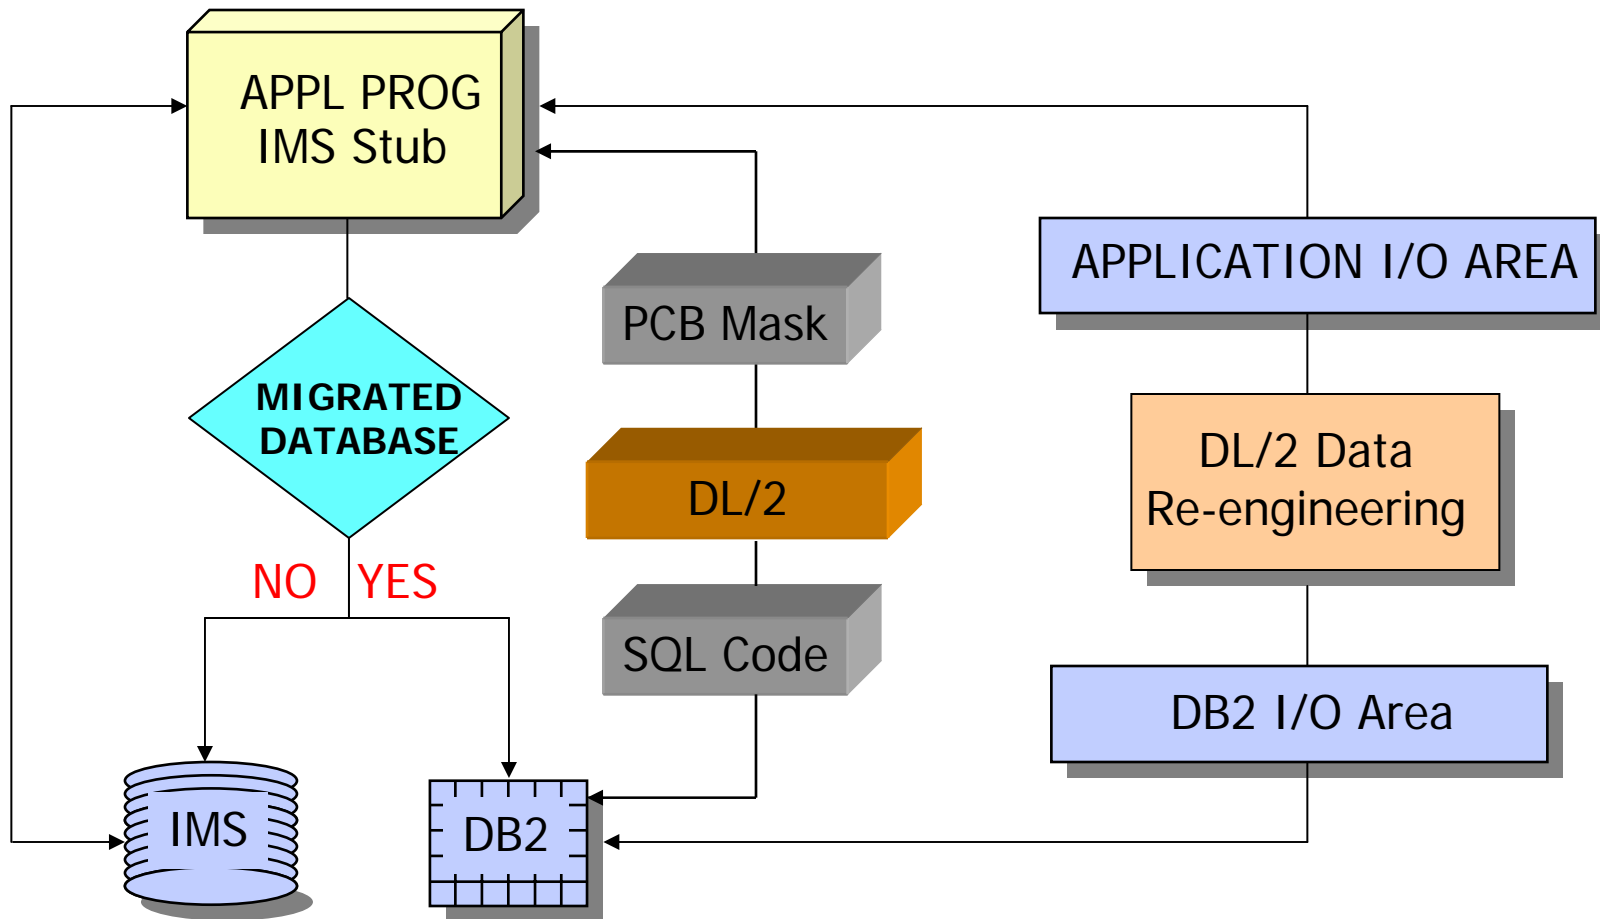 APPL PROG
IMS Stub
APPLICATION I/O AREA
PCB Mask
MIGRATED
DATABASE
DL/2 Data
Re-engineering
DL/2
NO YES
SQL Code
DB2 I/O Area
IMS
DB2